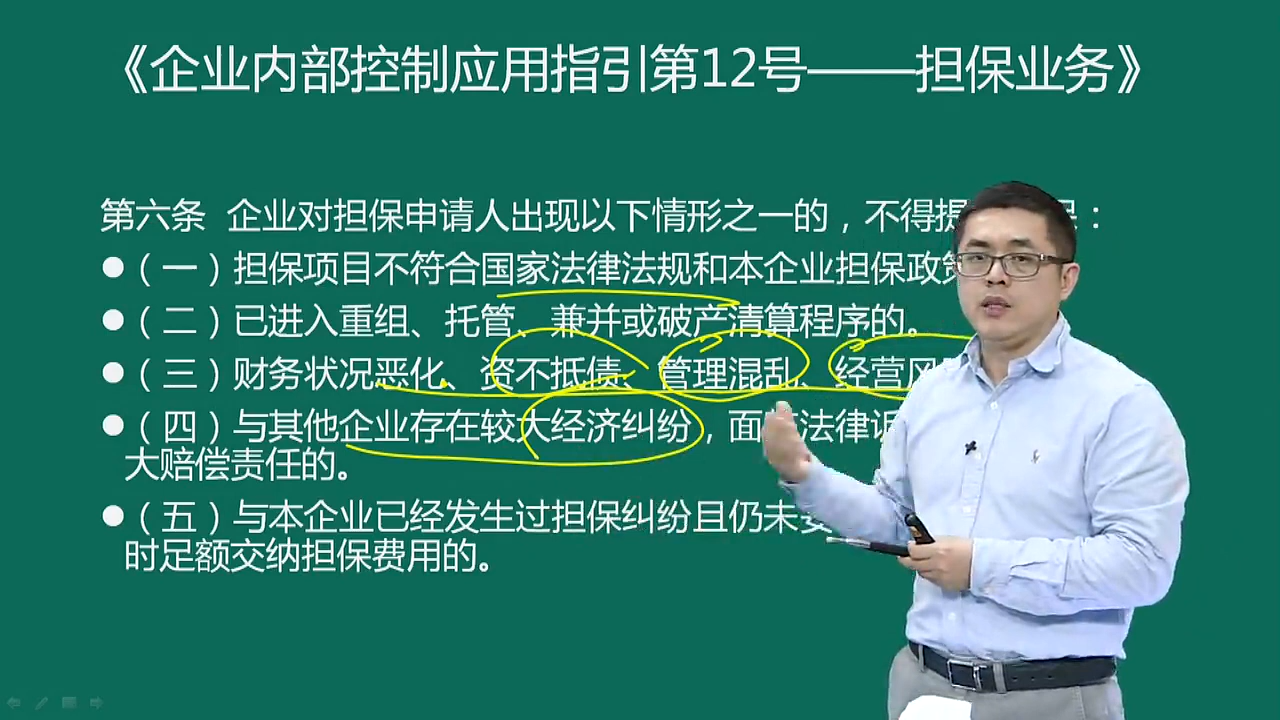 《企业内部控制应用指引第12号——担保业务》
第六条 企业对担保申请人出现以下情形之一的，不得提：
●（一）担保项目不符合国家法律法规和本企业担保政
●（二）已进入重组、托管、兼并或破产清算程序的。
●（三）财务状况恶化、资不抵债、管理混乱、经营风
●（四）与其他企业存在较大经济纠纷，面法律
大赔偿责任的。
●（五）与本企业已经发生过担保纠纷且仍未
时足额交纳担保费用的。